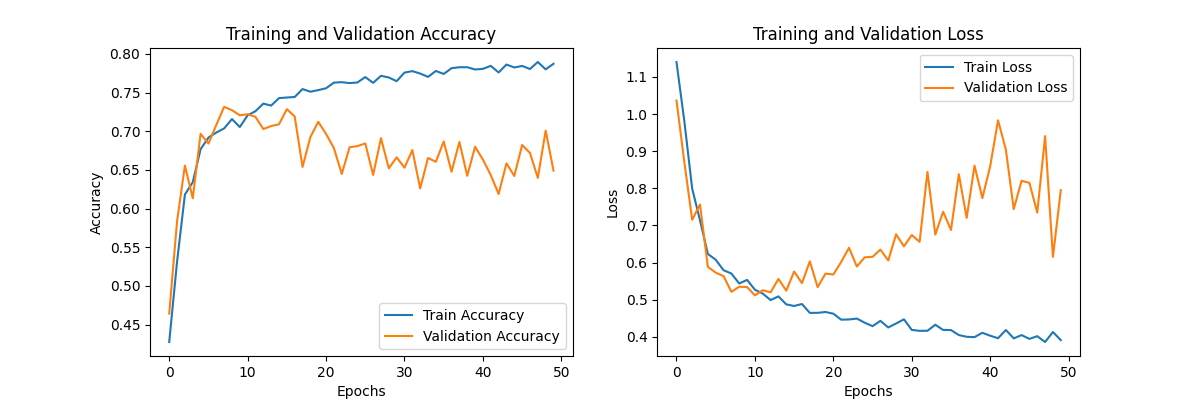 Training and Validation Accuracy
Accuracy
0.80
0.75
0.70
0.65
0.60
0.55
0.50
0.45
Train Accuracy
Validation Accuracy
0 10 20 30 40 50
Epochs
Training and Validation Loss
Loss
1.1
1.0
0.9
0.8
0.7
0.6
0.5
0.4
Train Loss
Validation Loss
0 10 20 30 40 50
Epochs